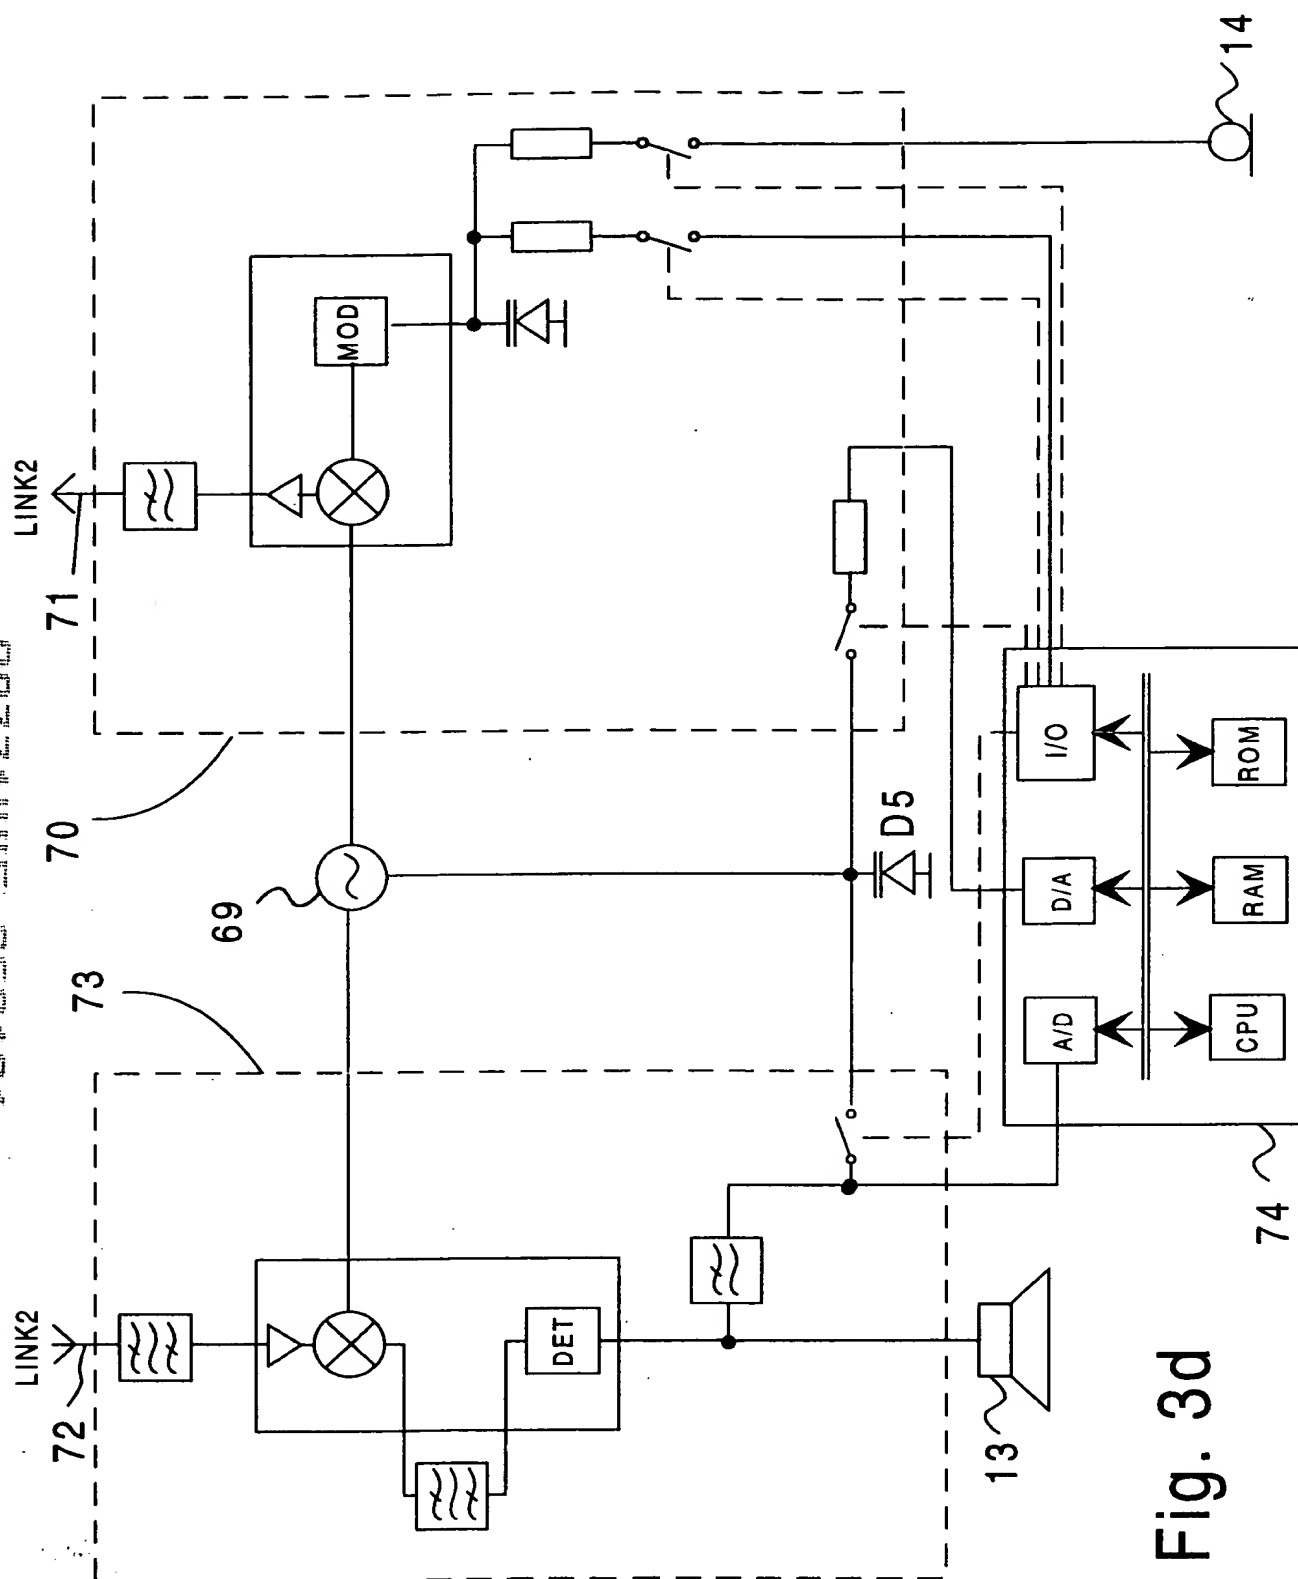 LINK2
72
73
69
70
LINK2
71
MOD
DET
D5
13
14
74
A/D
D/A
I/O
CPU
RAM
ROM
Fig. 3d